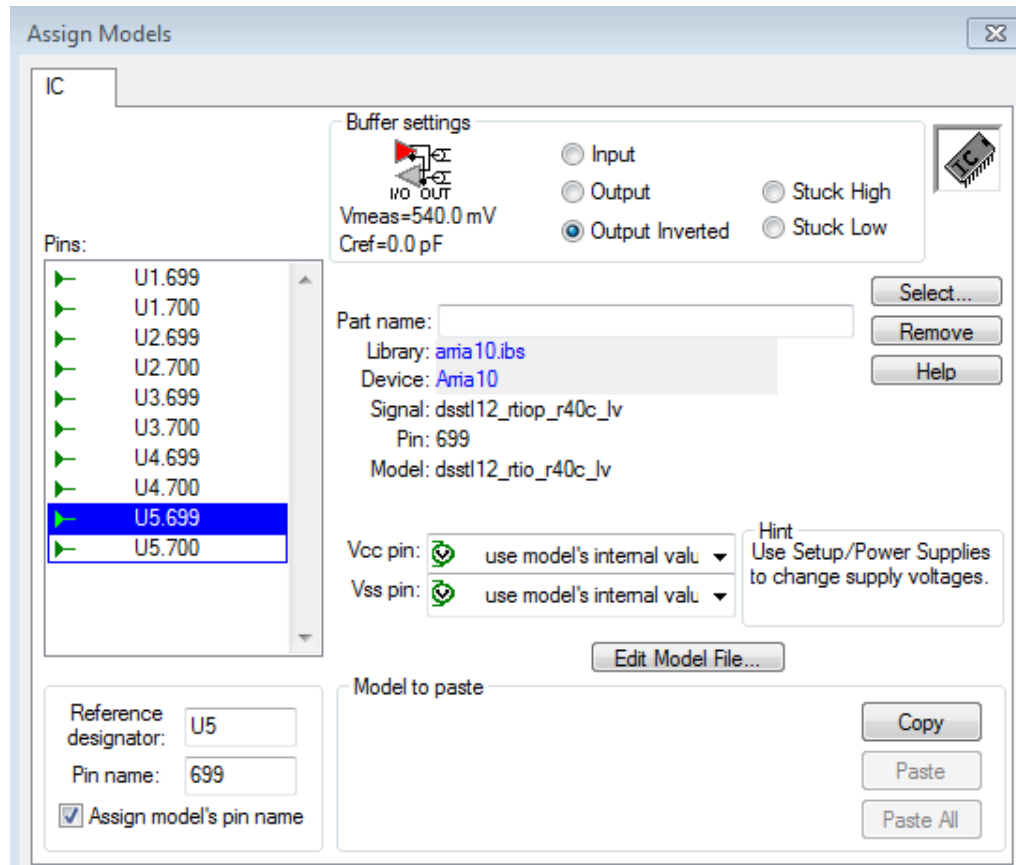 Assign Models
IC
Buffer settings
I/O OUT
Vmeas=540.0 mV
Cref=0.0 pF
Input
Output
Output Inverted
Stuck High
Stuck Low
IC
Pins:
U1.699
U1.700
U2.699
U2.700
U3.699
U3.700
U4.699
U4.700
U5.699
U5.700
Select...
Remove
Help
Part name:
Library: arria10.ibs
Device: Arria10
Signal: dsstl12_rtiop_r40c_lv
Pin: 699
Model: dsstl12_rtio_r40c_lv
Vcc pin: use model's internal valu
Vss pin: use model's internal valu
Hint
Use Setup/Power Supplies
to change supply voltages.
Edit Model File...
Reference
designator: U5
Pin name: 699
Assign model's pin name
Model to paste
Copy
Paste
Paste All